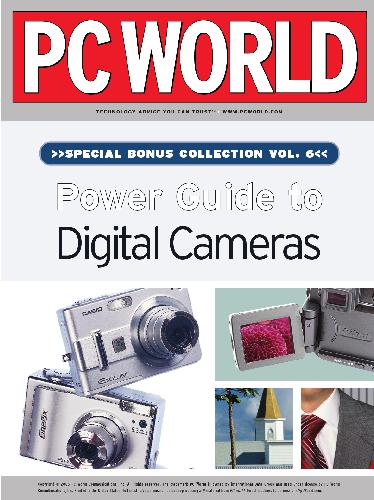 PC WORLD
TECHNOLOGY ADVICE YOU CAN TRUST™ | WWW.PCWORLD.COM
>>SPECIAL BONUS COLLECTION VOL. 6<<
Power Guide to
Digital Cameras
CASIO
EXILIM
FinePix